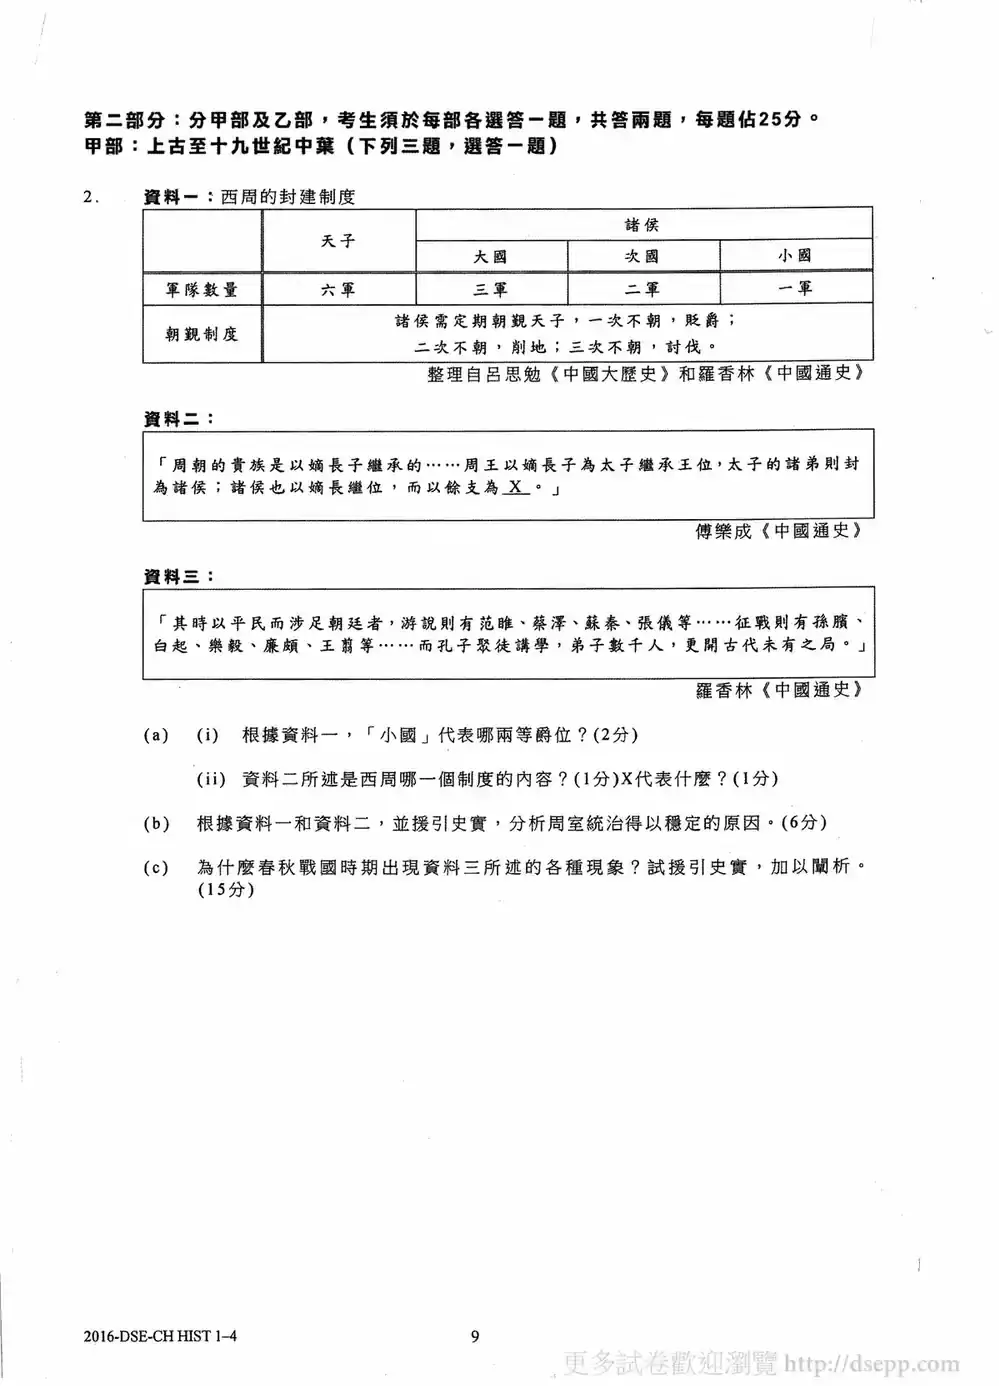 第二部分：分甲部及乙部，考生須於每部各選答一題，共答兩題，每題佔25分。
甲部：上古至十九世紀中葉（下列三題，選答一題）
2. 資料一：西周的封建制度
天子 諸侯
大國 次國 小國
軍隊數量 六軍 三軍 二軍 一軍
朝覲制度 諸侯需定期朝覲天子，一次不朝，貶爵；
二次不朝，削地；三次不朝，討伐。
整理自呂思勉《中國大歷史》和羅香林《中國通史》
資料二：
「周朝的貴族是以嫡長子繼承的……周王以嫡長子為太子繼承王位，太子的諸弟則封
為諸侯；諸侯也以嫡長繼位，而以餘支為 X 。」
傅樂成《中國通史》
資料三：
「其時以平民而涉足朝廷者，游說則有范睢、蔡澤、蘇秦、張儀等……征戰則有孫臏、
白起、樂毅、廉頗、王翦等……而孔子聚徒講學，弟子數千人，更開古代未有之局。」
羅香林《中國通史》
(a) (i) 根據資料一，「小國」代表哪兩等爵位？(2分)
(ii) 資料二所述是西周哪一個制度的內容？(1分)X代表什麼？(1分)
(b) 根據資料一和資料二，並援引史實，分析周室統治得以穩定的原因。(6分)
(c) 為什麼春秋戰國時期出現資料三所述的各種現象？試援引史實，加以闡析。
(15分)
2016-DSE-CH HIST 1–4 9
更多試卷歡迎瀏覽 http://dsepp.com